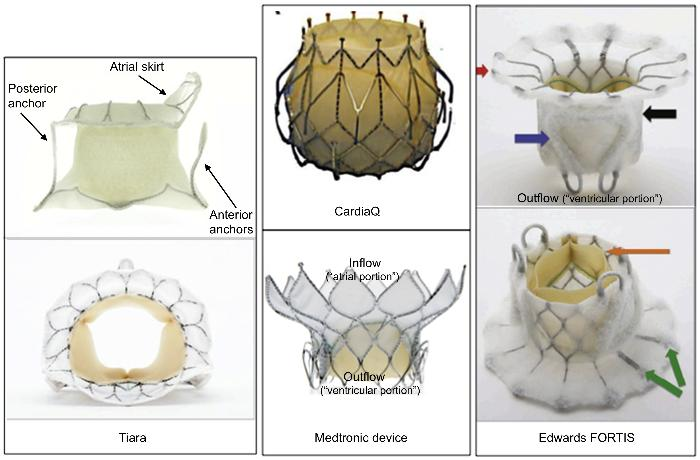 Atrial skirt
Posterior
anchor
Anterior
anchors
Tiara
CardiaQ
Inflow
("atrial portion")
Outflow
("ventricular portion")
Medtronic device
Outflow ("ventricular portion")
Edwards FORTIS